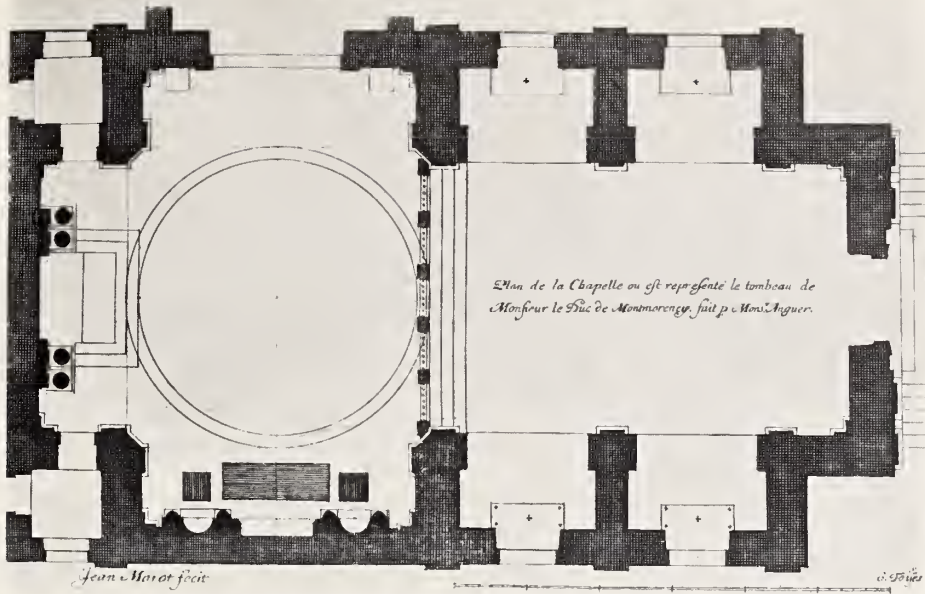 Plan de la Chapelle ou est representé le tombeau de
Monsieur le Duc de Montmorency. fait p Mons.r Anguer.
Jean Marot fecit
6. Toises